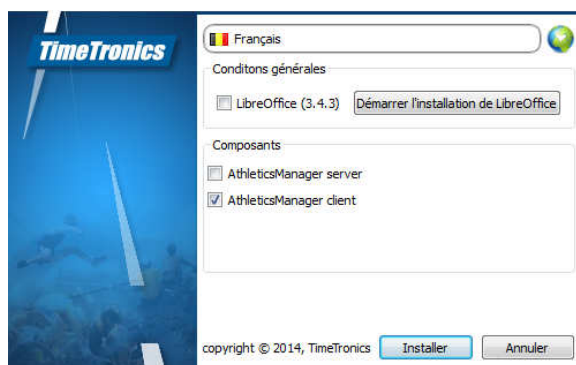 TimeTronics
Français
Conditons générales
LibreOffice (3.4.3) Démarrer l'installation de LibreOffice
Composants
AthleticsManager server
AthleticsManager client
copyright © 2014, TimeTronics Installer Annuler